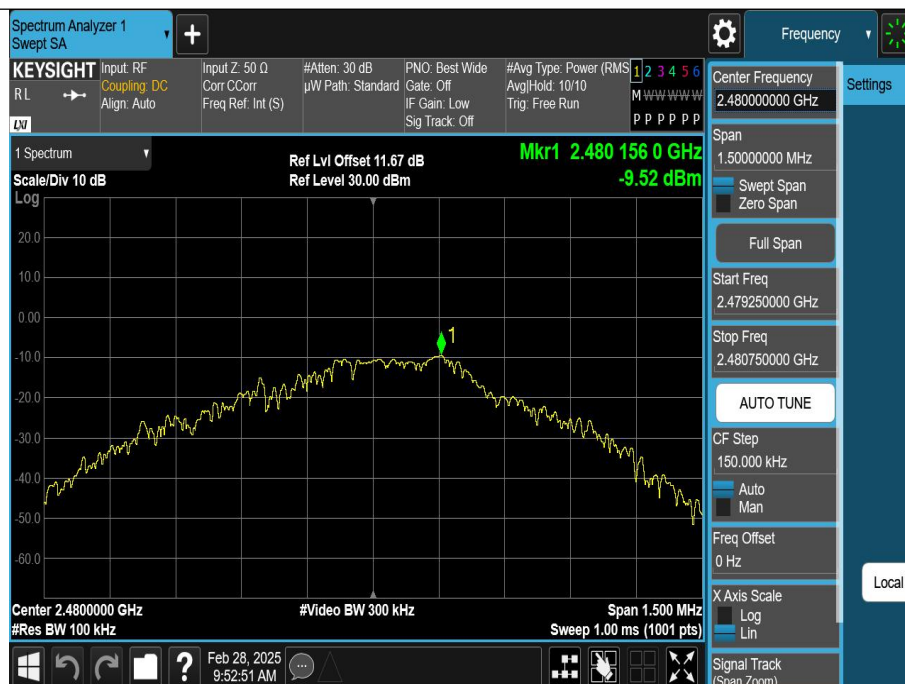 Spectrum Analyzer 1
Swept SA
+
Frequency
KEYSIGHT
RL
LXI
Input: RF
Coupling: DC
Align: Auto
Input Z: 50 Ω
Corr CCorr
Freq Ref: Int (S)
#Atten: 30 dB
µW Path: Standard
PNO: Best Wide
Gate: Off
IF Gain: Low
Sig Track: Off
#Avg Type: Power (RMS
Avg|Hold: 10/10
Trig: Free Run
1 2 3 4 5 6
M W W W W W
P P P P P P
1 Spectrum
Scale/Div 10 dB
Log
Ref Lvl Offset 11.67 dB
Ref Level 30.00 dBm
Mkr1 2.480 156 0 GHz
-9.52 dBm
20.0
10.0
0.00
-10.0
-20.0
-30.0
-40.0
-50.0
-60.0
1
Center 2.4800000 GHz
#Res BW 100 kHz
#Video BW 300 kHz
Span 1.500 MHz
Sweep 1.00 ms (1001 pts)
?
Feb 28, 2025
9:52:51 AM
Center Frequency
2.480000000 GHz
Span
1.50000000 MHz
Swept Span
Zero Span
Full Span
Start Freq
2.479250000 GHz
Stop Freq
2.480750000 GHz
AUTO TUNE
CF Step
150.000 kHz
Auto
Man
Freq Offset
0 Hz
X Axis Scale
Log
Lin
Signal Track
(Span Zoom)
Settings
Local